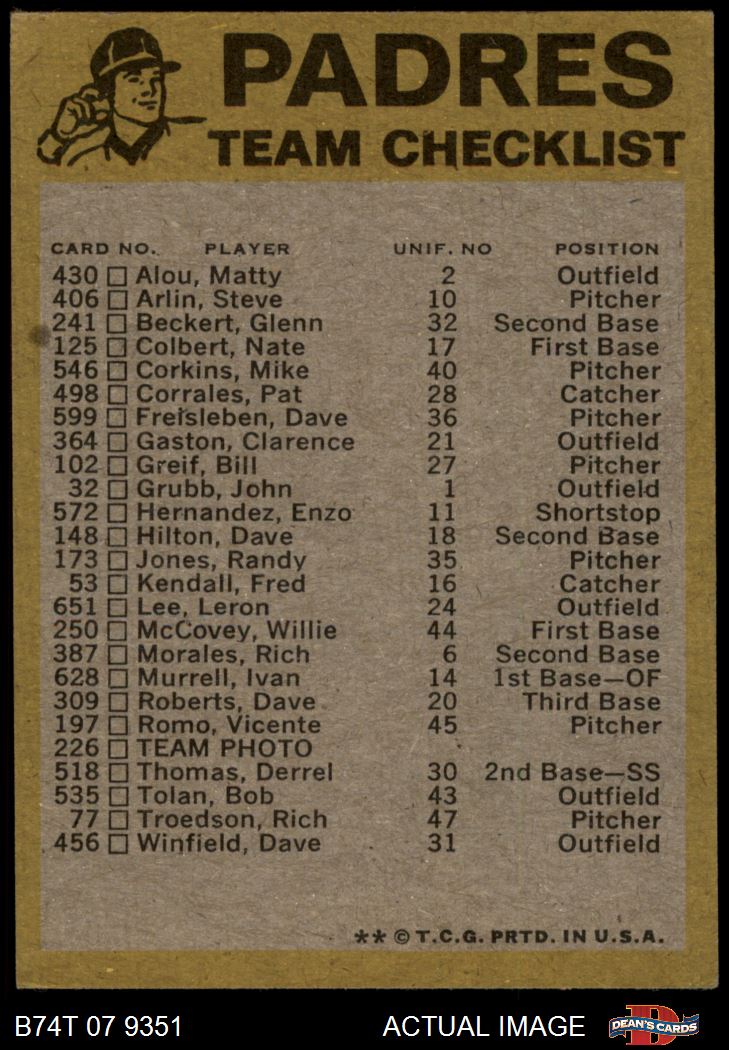 PADRES
TEAM CHECKLIST
CARD NO. PLAYER UNIF. NO POSITION
430 Alou, Matty 2 Outfield
406 Arlin, Steve 10 Pitcher
241 Beckert, Glenn 32 Second Base
125 Colbert, Nate 17 First Base
546 Corkins, Mike 40 Pitcher
498 Corrales, Pat 28 Catcher
599 Freisleben, Dave 36 Pitcher
364 Gaston, Clarence 21 Outfield
102 Greif, Bill 27 Pitcher
32 Grubb, John 1 Outfield
572 Hernandez, Enzo 11 Shortstop
148 Hilton, Dave 18 Second Base
173 Jones, Randy 35 Pitcher
53 Kendall, Fred 16 Catcher
651 Lee, Leron 24 Outfield
250 McCovey, Willie 44 First Base
387 Morales, Rich 6 Second Base
628 Murrell, Ivan 14 1st Base—OF
309 Roberts, Dave 20 Third Base
197 Romo, Vicente 45 Pitcher
226 TEAM PHOTO
518 Thomas, Derrel 30 2nd Base—SS
535 Tolan, Bob 43 Outfield
77 Troedson, Rich 47 Pitcher
456 Winfield, Dave 31 Outfield
** © T.C.G. PRTD. IN U.S.A.
B74T 07 9351 ACTUAL IMAGE D DEAN'S CARDS